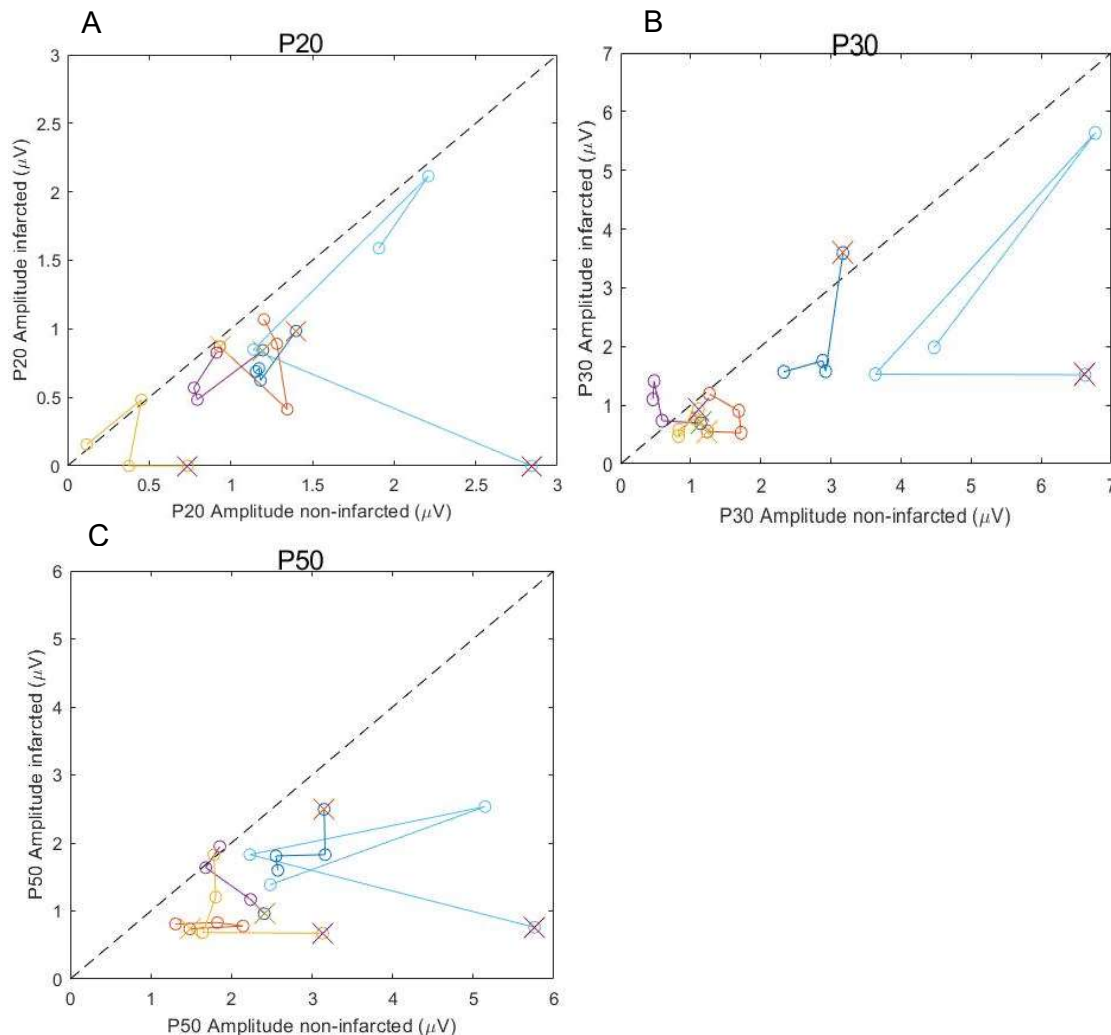 A
P20
3
2.5
2
1.5
1
0.5
0
P20 Amplitude infarcted (μV)
0 0.5 1 1.5 2 2.5 3
P20 Amplitude non-infarcted (μV)
B
P30
7
6
5
4
3
2
1
0
P30 Amplitude infarcted (μV)
0 1 2 3 4 5 6 7
P30 Amplitude non-infarcted (μV)
C
P50
6
5
4
3
2
1
0
P50 Amplitude infarcted (μV)
0 1 2 3 4 5 6
P50 Amplitude non-infarcted (μV)